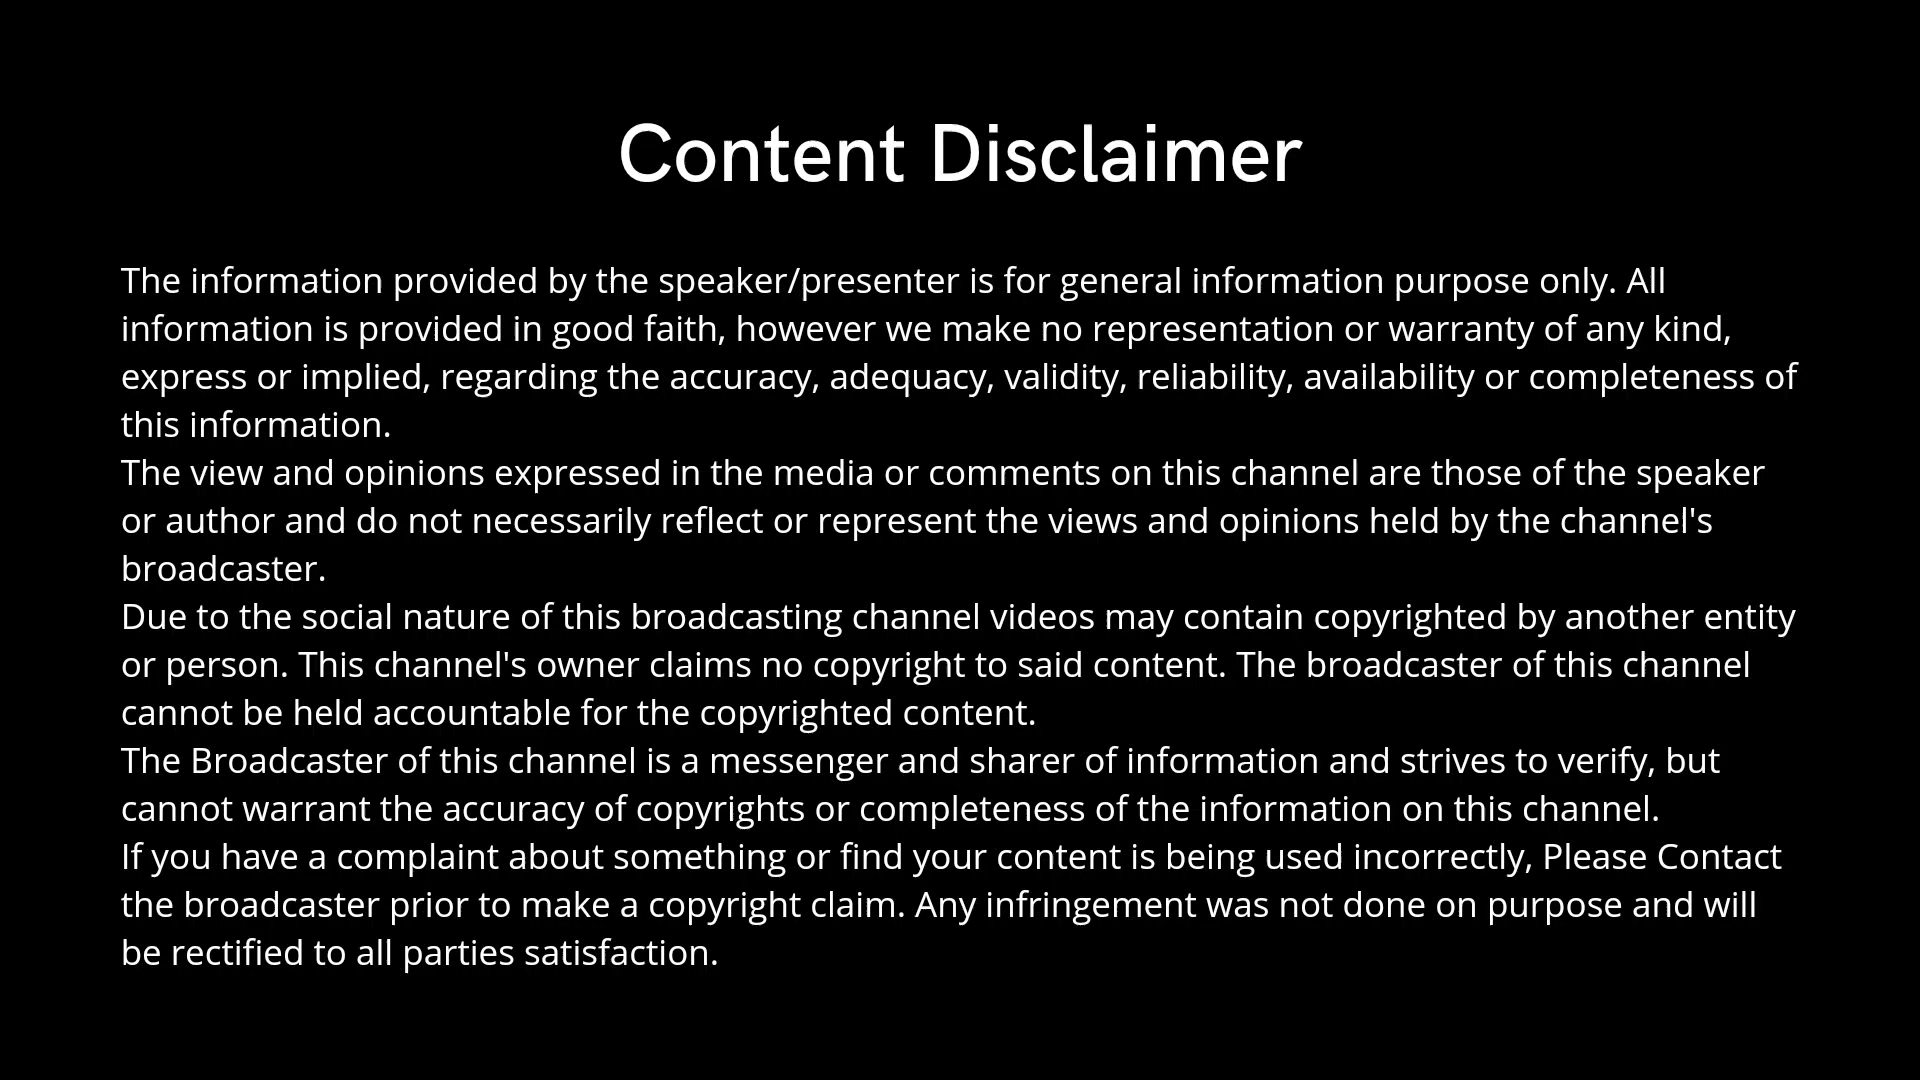 Content Disclaimer
The information provided by the speaker/presenter is for general information purpose only. All
information is provided in good faith, however we make no representation or warranty of any kind,
express or implied, regarding the accuracy, adequacy, validity, reliability, availability or completeness of
this information.
The view and opinions expressed in the media or comments on this channel are those of the speaker
or author and do not necessarily reflect or represent the views and opinions held by the channel's
broadcaster.
Due to the social nature of this broadcasting channel videos may contain copyrighted by another entity
or person. This channel's owner claims no copyright to said content. The broadcaster of this channel
cannot be held accountable for the copyrighted content.
The Broadcaster of this channel is a messenger and sharer of information and strives to verify, but
cannot warrant the accuracy of copyrights or completeness of the information on this channel.
If you have a complaint about something or find your content is being used incorrectly, Please Contact
the broadcaster prior to make a copyright claim. Any infringement was not done on purpose and will
be rectified to all parties satisfaction.